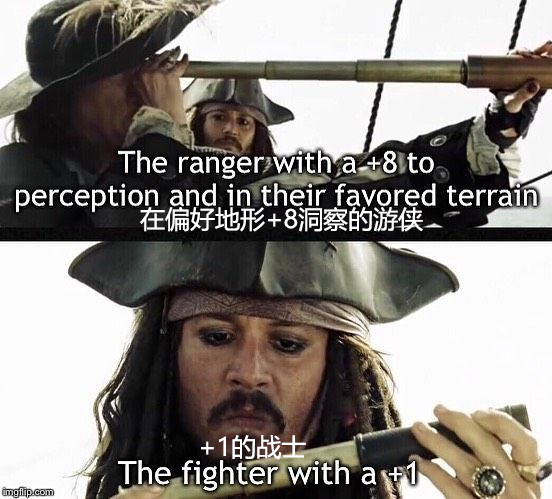 The ranger with a +8 to
perception and in their favored terrain
在偏好地形+8洞察的游侠
+1的战士
The fighter with a +1
imgflip.com